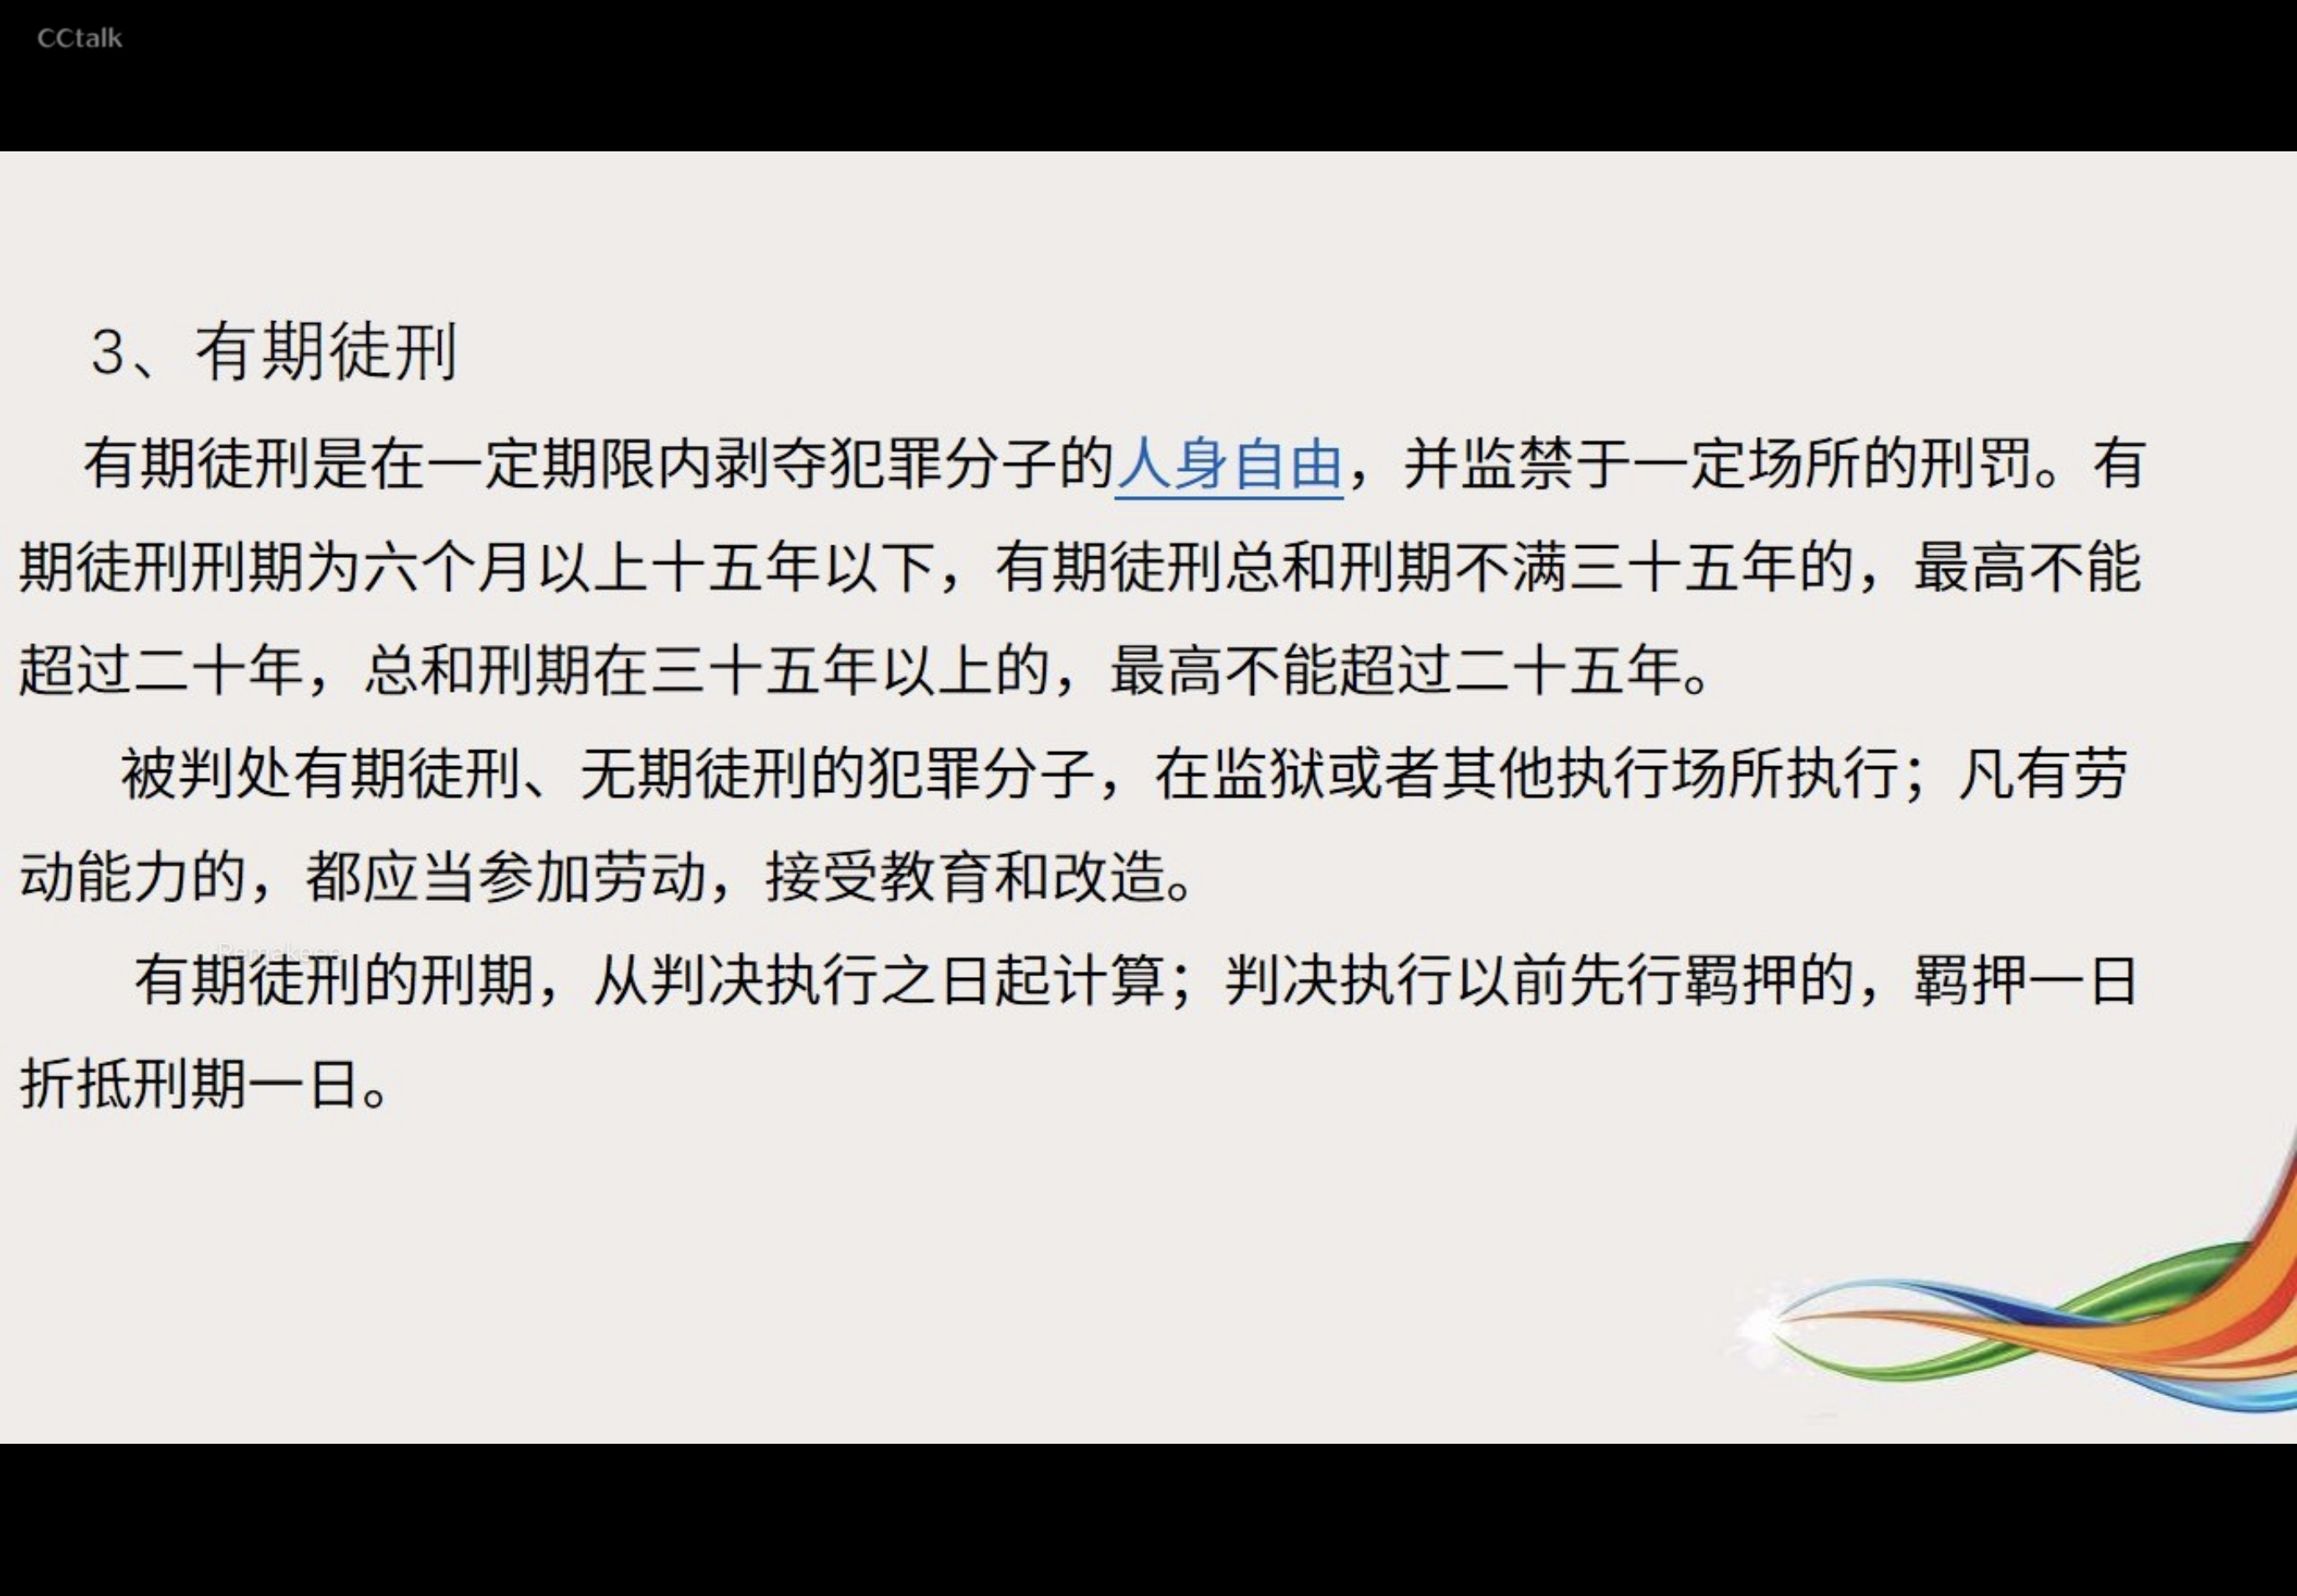 CCtalk
3、有期徒刑
有期徒刑是在一定期限内剥夺犯罪分子的人身自由，并监禁于一定场所的刑罚。有
期徒刑刑期为六个月以上十五年以下，有期徒刑总和刑期不满三十五年的，最高不能
超过二十年，总和刑期在三十五年以上的，最高不能超过二十五年。
被判处有期徒刑、无期徒刑的犯罪分子，在监狱或者其他执行场所执行；凡有劳
动能力的，都应当参加劳动，接受教育和改造。
有期徒刑的刑期，从判决执行之日起计算；判决执行以前先行羁押的，羁押一日
折抵刑期一日。